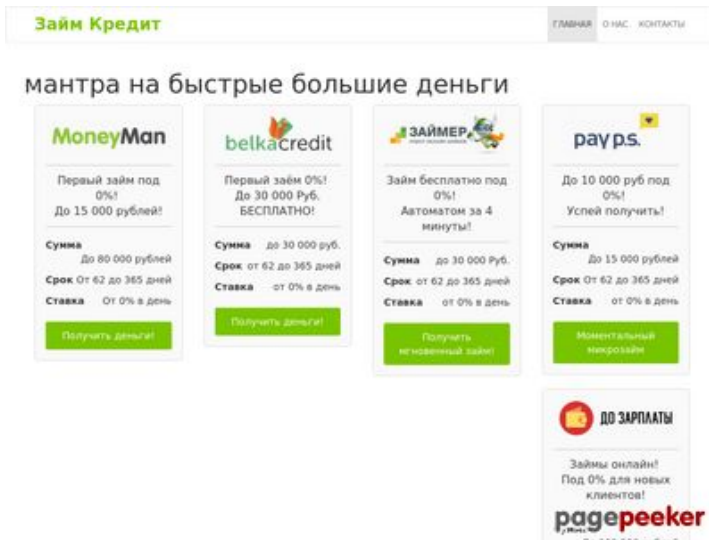 Займ Кредит
ГЛАВНАЯ О НАС КОНТАКТЫ
мантра на быстрые большие деньги
MoneyMan
Первый займ под
0%!
До 15 000 рублей!
Сумма
До 80 000 рублей
Срок От 62 до 365 дней
Ставка От 0% в день
Получить деньги!
belkacredit
Первый заём 0%!
До 30 000 Руб.
БЕСПЛАТНО!
Сумма до 30 000 руб.
Срок от 62 до 365 дней
Ставка от 0% в день
Получить деньги!
ЗАЙМЕР
Займ бесплатно под
0%!
Автоматом за 4
минуты!
Сумма до 30 000 Руб.
Срок от 62 до 365 дней
Ставка от 0% в день
Получить
мгновенный займ!
pay p.s.
До 10 000 руб под
0%!
Успей получить!
Сумма
До 15 000 рублей
Срок От 62 до 365 дней
Ставка От 0% в день
Моментальный
микрозайм
ДО ЗАРПЛАТЫ
Займы онлайн!
Под 0% для новых
клиентов!
pagepeeker